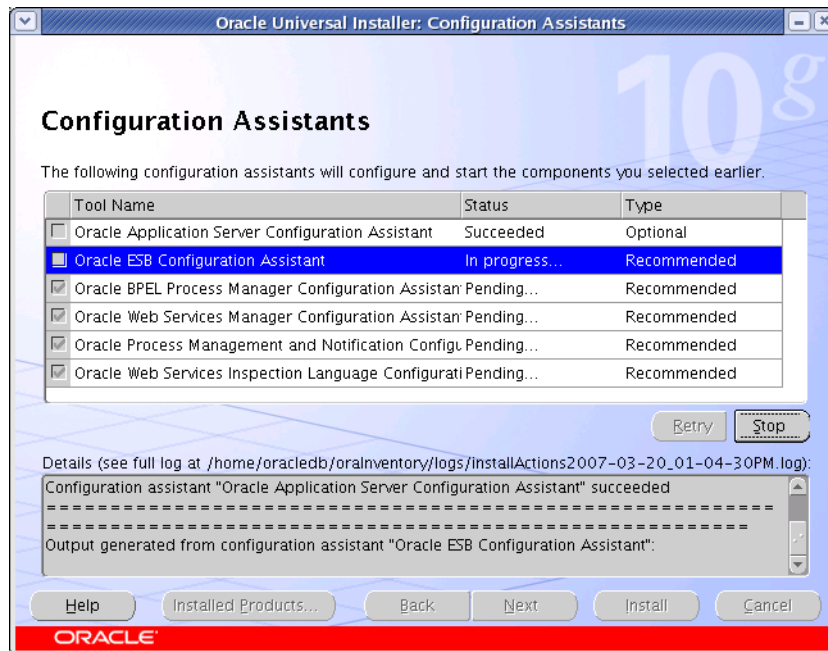 Oracle Universal Installer: Configuration Assistants
10g
Configuration Assistants
The following configuration assistants will configure and start the components you selected earlier.
Tool Name Status Type
Oracle Application Server Configuration Assistant Succeeded Optional
Oracle ESB Configuration Assistant In progress... Recommended
Oracle BPEL Process Manager Configuration Assistan Pending... Recommended
Oracle Web Services Manager Configuration Assistan Pending... Recommended
Oracle Process Management and Notification Configu Pending... Recommended
Oracle Web Services Inspection Language Configurati Pending... Recommended
Retry Stop
Details (see full log at /home/oracledb/oraInventory/logs/installActions2007-03-20_01-04-30PM.log):
Configuration assistant "Oracle Application Server Configuration Assistant" succeeded
===========================================================
=========================================================
Output generated from configuration assistant "Oracle ESB Configuration Assistant":
Help Installed Products... Back Next Install Cancel
ORACLE